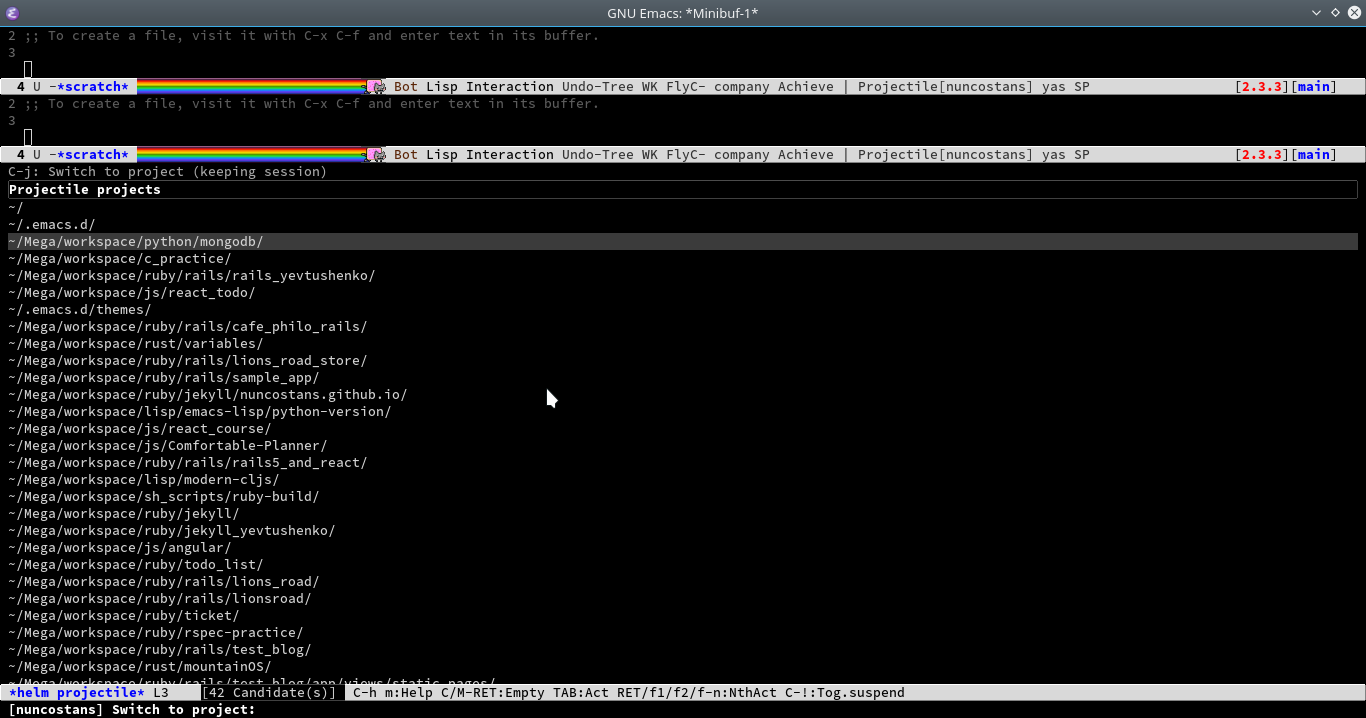 GNU Emacs: *Minibuf-1*
2 ;; To create a file, visit it with C-x C-f and enter text in its buffer.
3
4 U -*scratch* Bot Lisp Interaction Undo-Tree WK FlyC- company Achieve | Projectile[nuncostans] yas SP [2.3.3][main]
2 ;; To create a file, visit it with C-x C-f and enter text in its buffer.
3
4 U -*scratch* Bot Lisp Interaction Undo-Tree WK FlyC- company Achieve | Projectile[nuncostans] yas SP [2.3.3][main]
C-j: Switch to project (keeping session)
Projectile projects
~/
~/.emacs.d/
~/Mega/workspace/python/mongodb/
~/Mega/workspace/c_practice/
~/Mega/workspace/ruby/rails/rails_yevtushenko/
~/Mega/workspace/js/react_todo/
~/.emacs.d/themes/
~/Mega/workspace/ruby/rails/cafe_philo_rails/
~/Mega/workspace/rust/variables/
~/Mega/workspace/ruby/rails/lions_road_store/
~/Mega/workspace/ruby/rails/sample_app/
~/Mega/workspace/ruby/jekyll/nuncostans.github.io/
~/Mega/workspace/lisp/emacs-lisp/python-version/
~/Mega/workspace/js/react_course/
~/Mega/workspace/js/Comfortable-Planner/
~/Mega/workspace/ruby/rails/rails5_and_react/
~/Mega/workspace/lisp/modern-cljs/
~/Mega/workspace/sh_scripts/ruby-build/
~/Mega/workspace/ruby/jekyll/
~/Mega/workspace/ruby/jekyll_yevtushenko/
~/Mega/workspace/js/angular/
~/Mega/workspace/ruby/todo_list/
~/Mega/workspace/ruby/rails/lions_road/
~/Mega/workspace/ruby/rails/lionsroad/
~/Mega/workspace/ruby/ticket/
~/Mega/workspace/ruby/rspec-practice/
~/Mega/workspace/ruby/rails/test_blog/
~/Mega/workspace/rust/mountainOS/
~/Mega/workspace/ruby/rails/test_blog/app/views/static_pages/
*helm projectile* L3 [42 Candidate(s)] C-h m:Help C/M-RET:Empty TAB:Act RET/f1/f2/f-n:NthAct C-!:Tog.suspend
[nuncostans] Switch to project: